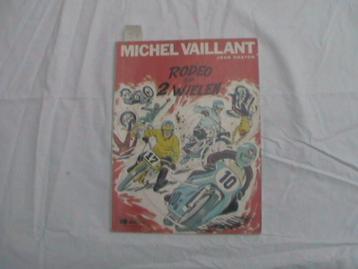 MICHEL VAILLANT
JEAN GRATON
RODEO
OP
2 WIELEN
17
10